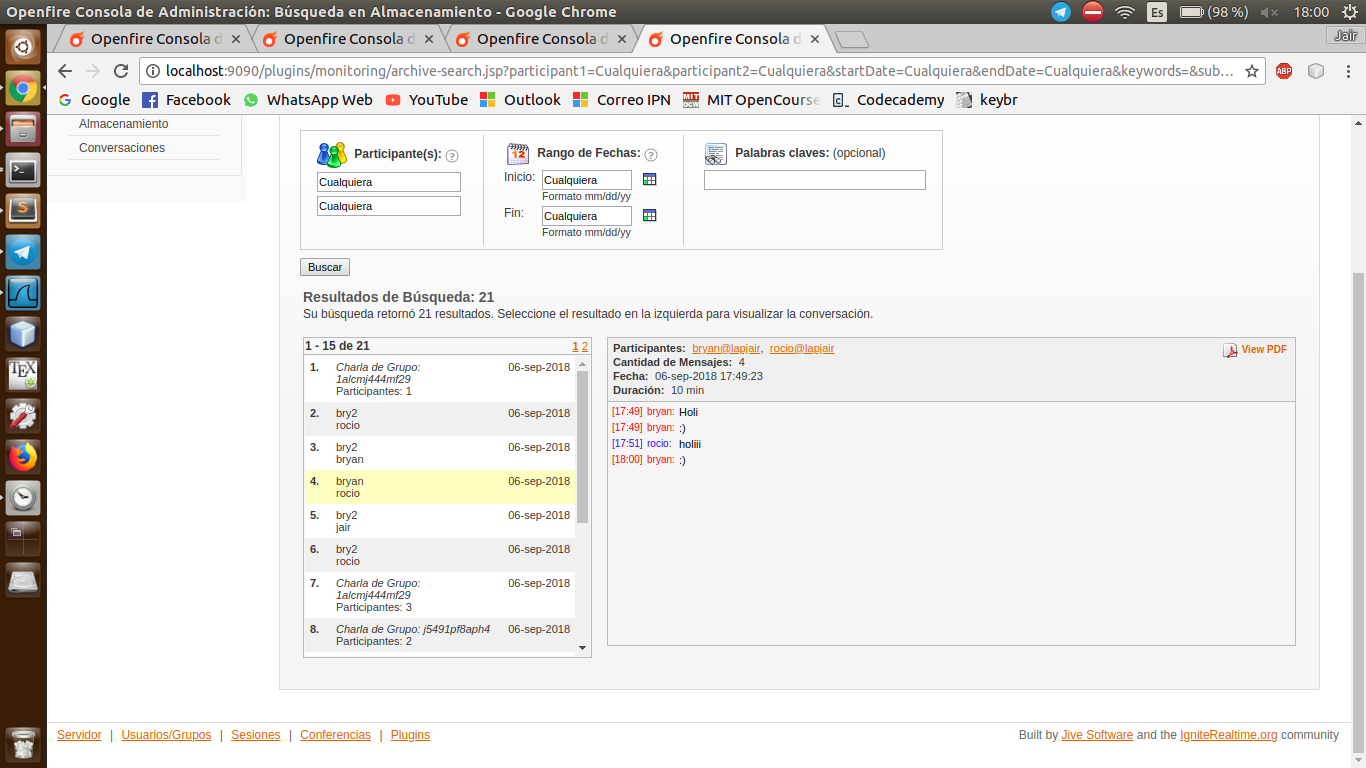 Openfire Consola de Administración: Búsqueda en Almacenamiento - Google Chrome
Es (98 %) 18:00
Openfire Consola d Openfire Consola d Openfire Consola d Openfire Consola d Jair
localhost:9090/plugins/monitoring/archive-search.jsp?participant1=Cualquiera&participant2=Cualquiera&startDate=Cualquiera&endDate=Cualquiera&keywords=&sub... ABP
Google Facebook WhatsApp Web YouTube Outlook Correo IPN MIT OpenCourse Codecademy keybr
Almacenamiento
Conversaciones
Participante(s): ?
Cualquiera
Cualquiera
12 Rango de Fechas: ?
Inicio: Cualquiera
Formato mm/dd/yy
Fin: Cualquiera
Formato mm/dd/yy
Palabras claves: (opcional)
Buscar
Resultados de Búsqueda: 21
Su búsqueda retornó 21 resultados. Seleccione el resultado en la izquierda para visualizar la conversación.
1 - 15 de 21 1 2
1. Charla de Grupo: 06-sep-2018
1alcmj444mf29
Participantes: 1
2. bry2 06-sep-2018
rocio
3. bry2 06-sep-2018
bryan
4. bryan 06-sep-2018
rocio
5. bry2 06-sep-2018
jair
6. bry2 06-sep-2018
rocio
7. Charla de Grupo: 06-sep-2018
1alcmj444mf29
Participantes: 3
8. Charla de Grupo: j5491pf8aph4 06-sep-2018
Participantes: 2
Participantes: bryan@lapjair, rocio@lapjair View PDF
Cantidad de Mensajes: 4
Fecha: 06-sep-2018 17:49:23
Duración: 10 min
[17:49] bryan: Holi
[17:49] bryan: :)
[17:51] rocio: holiii
[18:00] bryan: :)
Servidor | Usuarios/Grupos | Sesiones | Conferencias | Plugins
Built by Jive Software and the IgniteRealtime.org community